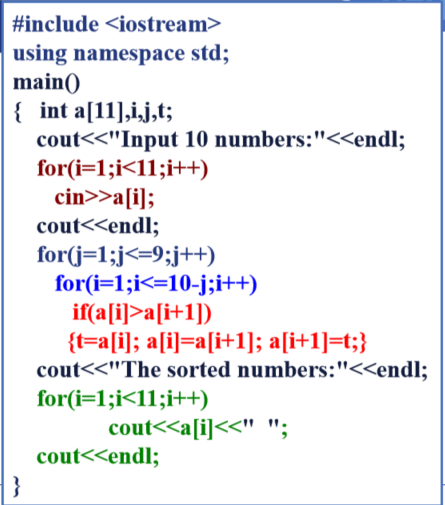 #include <iostream>
using namespace std;
main()
{ int a[11],i,j,t;
cout<<"Input 10 numbers:"<<endl;
for(i=1;i<11;i++)
cin>>a[i];
cout<<endl;
for(j=1;j<=9;j++)
for(i=1;i<=10-j;i++)
if(a[i]>a[i+1])
{t=a[i]; a[i]=a[i+1]; a[i+1]=t;}
cout<<"The sorted numbers:"<<endl;
for(i=1;i<11;i++)
cout<<a[i]<<" ";
cout<<endl;
}